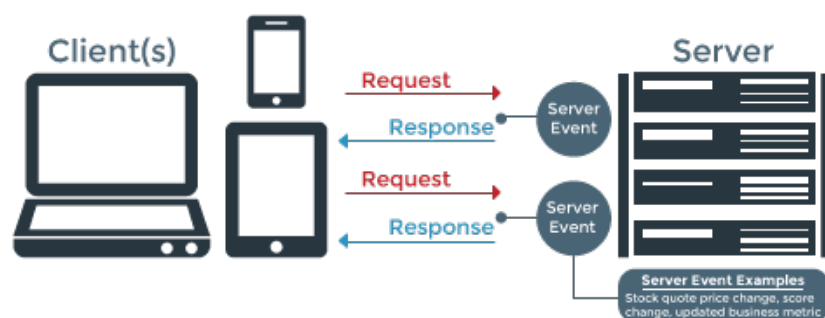 Client(s)
Server
Request
Server
Event
Response
Request
Server
Event
Response
Server Event Examples
Stock quote price change, score
change, updated business metric